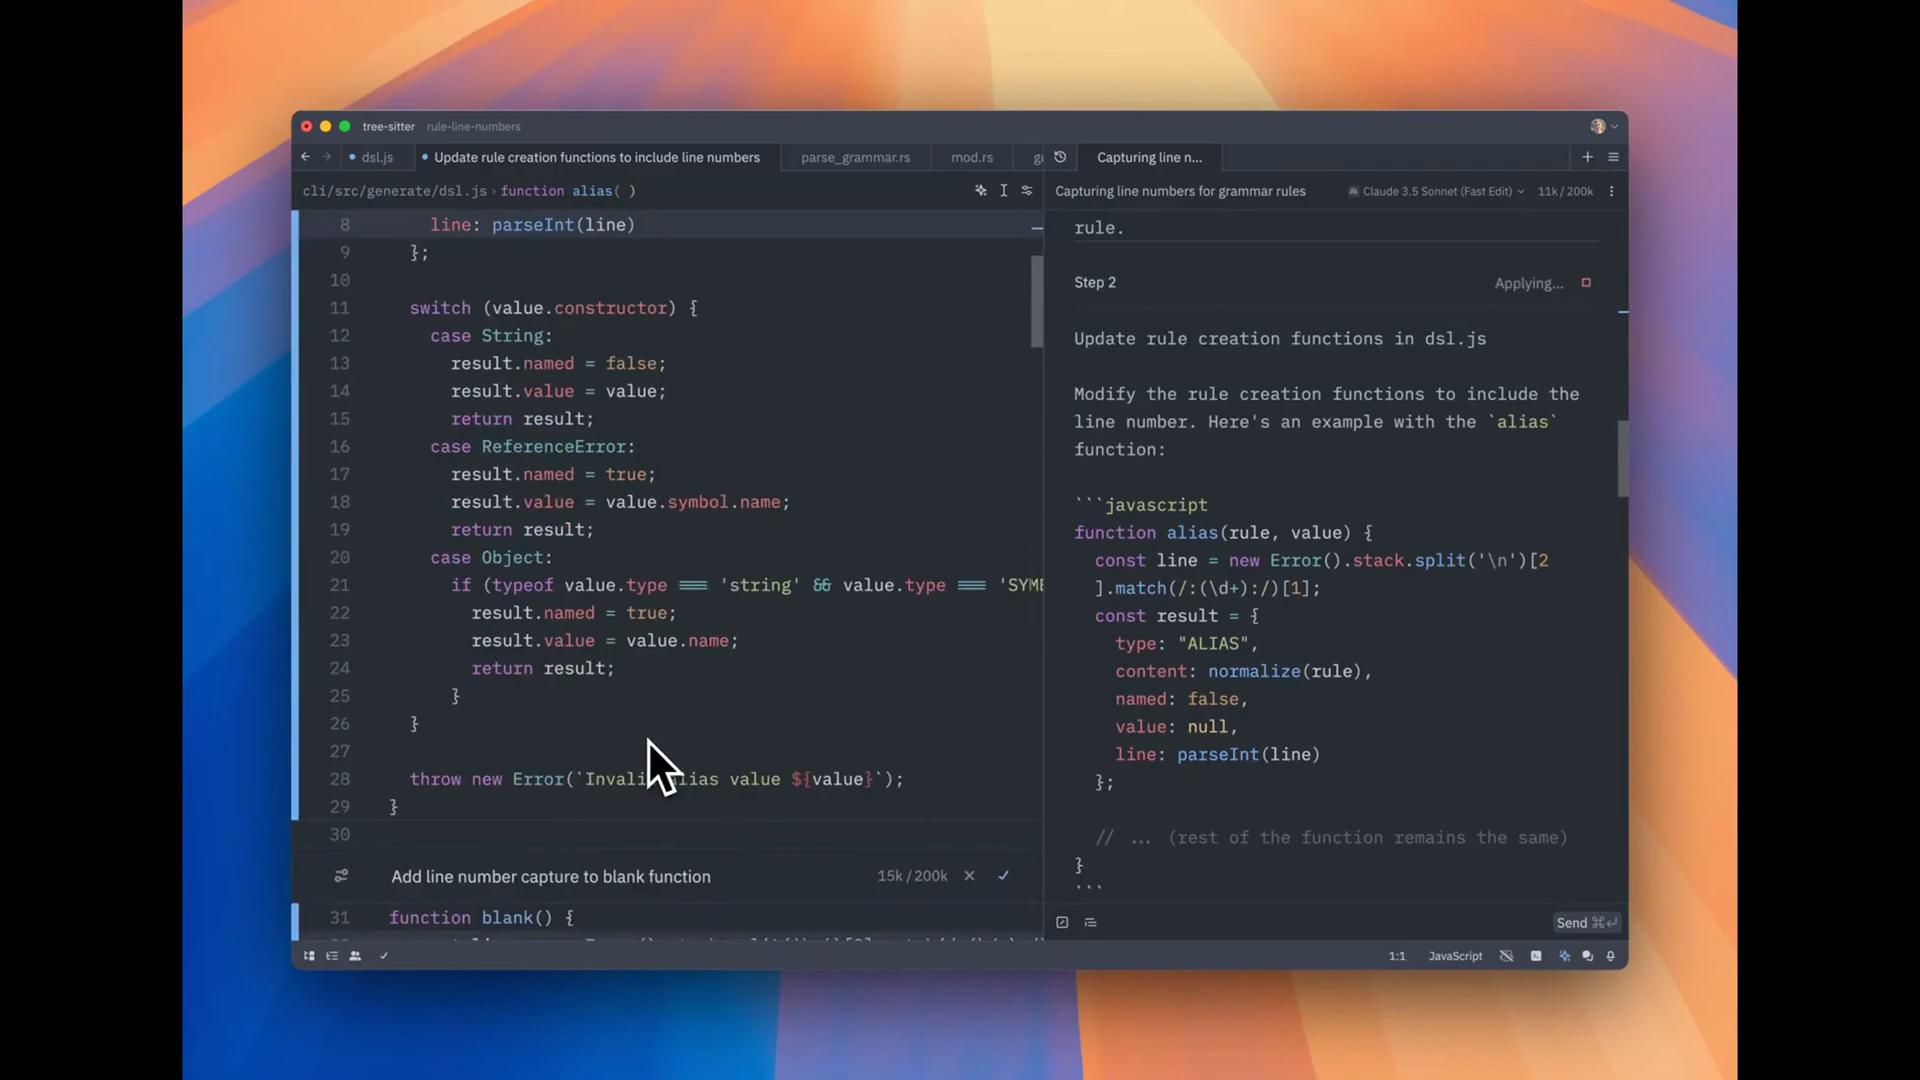 tree-sitter rule-line-numbers
dsl.js Update rule creation functions to include line numbers parse_grammar.rs mod.rs
cli/src/generate/dsl.js › function alias( )
8 line: parseInt(line)
9 };
10
11 switch (value.constructor) {
12 case String:
13 result.named = false;
14 result.value = value;
15 return result;
16 case ReferenceError:
17 result.named = true;
18 result.value = value.symbol.name;
19 return result;
20 case Object:
21 if (typeof value.type === 'string' && value.type === 'SYM
22 result.named = true;
23 result.value = value.name;
24 return result;
25 }
26 }
27
28 throw new Error(`Invali alias value ${value}`);
29 }
30
Add line number capture to blank function 15k/200k
31 function blank() {
Capturing line n...
Capturing line numbers for grammar rules Claude 3.5 Sonnet (Fast Edit) 11k/200k
rule.
Step 2 Applying...
Update rule creation functions in dsl.js
Modify the rule creation functions to include the
line number. Here's an example with the `alias`
function:
```javascript
function alias(rule, value) {
const line = new Error().stack.split('\n')[2
].match(/:(\d+):/)[1];
const result = {
type: "ALIAS",
content: normalize(rule),
named: false,
value: null,
line: parseInt(line)
};
// ... (rest of the function remains the same)
}
```
Send ⌘↵
1:1 JavaScript